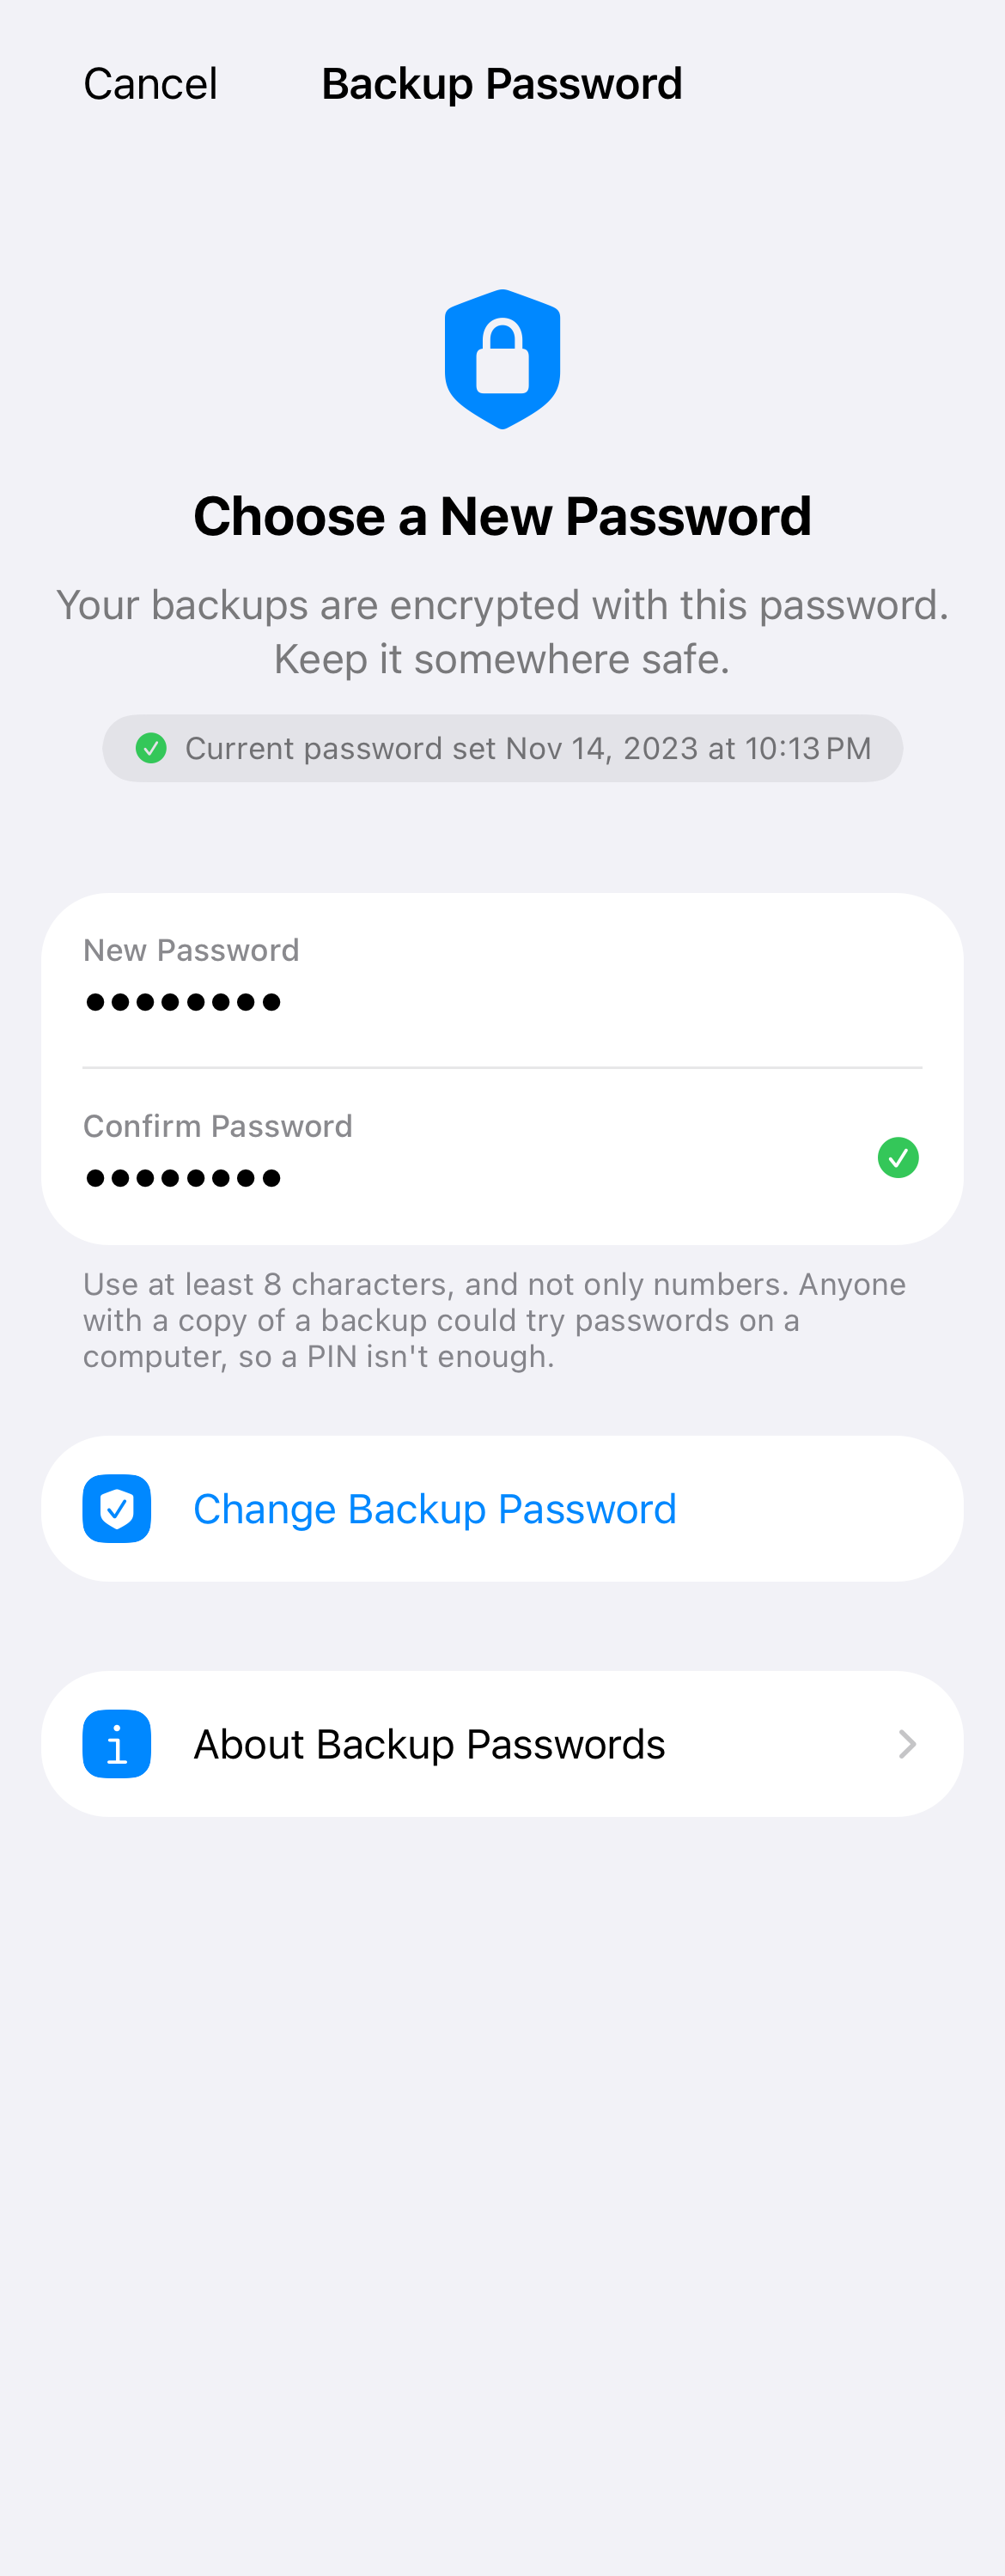 Cancel
Backup Password
Choose a New Password
Your backups are encrypted with this password.
Keep it somewhere safe.
Current password set Nov 14, 2023 at 10:13 PM
New Password
••••••••
Confirm Password
••••••••
Use at least 8 characters, and not only numbers. Anyone
with a copy of a backup could try passwords on a
computer, so a PIN isn't enough.
Change Backup Password
About Backup Passwords